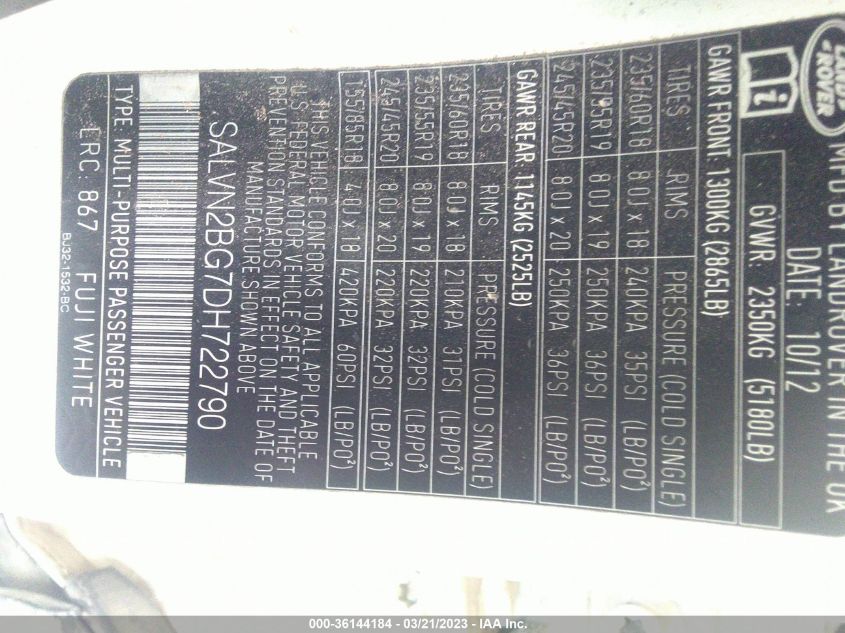 LAND-
ROVER
MFD BY LANDROVER IN THE UK
DATE: 10/12
GVWR: 2350KG (5180LB)
GAWR FRONT: 1300KG (2865LB)
TIRES RIMS PRESSURE (COLD SINGLE)
235/60R18 8.0J x 18 240KPA 35PSI (LB/PO²)
235/55R19 8.0J x 19 250KPA 36PSI (LB/PO²)
245/45R20 8.0J x 20 250KPA 36PSI (LB/PO²)
GAWR REAR: 1145KG (2525LB)
TIRES RIMS PRESSURE (COLD SINGLE)
235/60R18 8.0J x 18 210KPA 31PSI (LB/PO²)
235/55R19 8.0J x 19 220KPA 32PSI (LB/PO²)
245/45R20 8.0J x 20 220KPA 32PSI (LB/PO²)
155/85R18 4.0J x 18 420KPA 60PSI (LB/PO²)
THIS VEHICLE CONFORMS TO ALL APPLICABLE
U.S. FEDERAL MOTOR VEHICLE SAFETY AND THEFT
PREVENTION STANDARDS IN EFFECT ON THE DATE OF
MANUFACTURE SHOWN ABOVE
SALVN2BG7DH722790
TYPE: MULTI-PURPOSE PASSENGER VEHICLE
LRC: 867 FUJI WHITE
BJ32-1532-BC
000-36144184 - 03/21/2023 - IAA Inc.